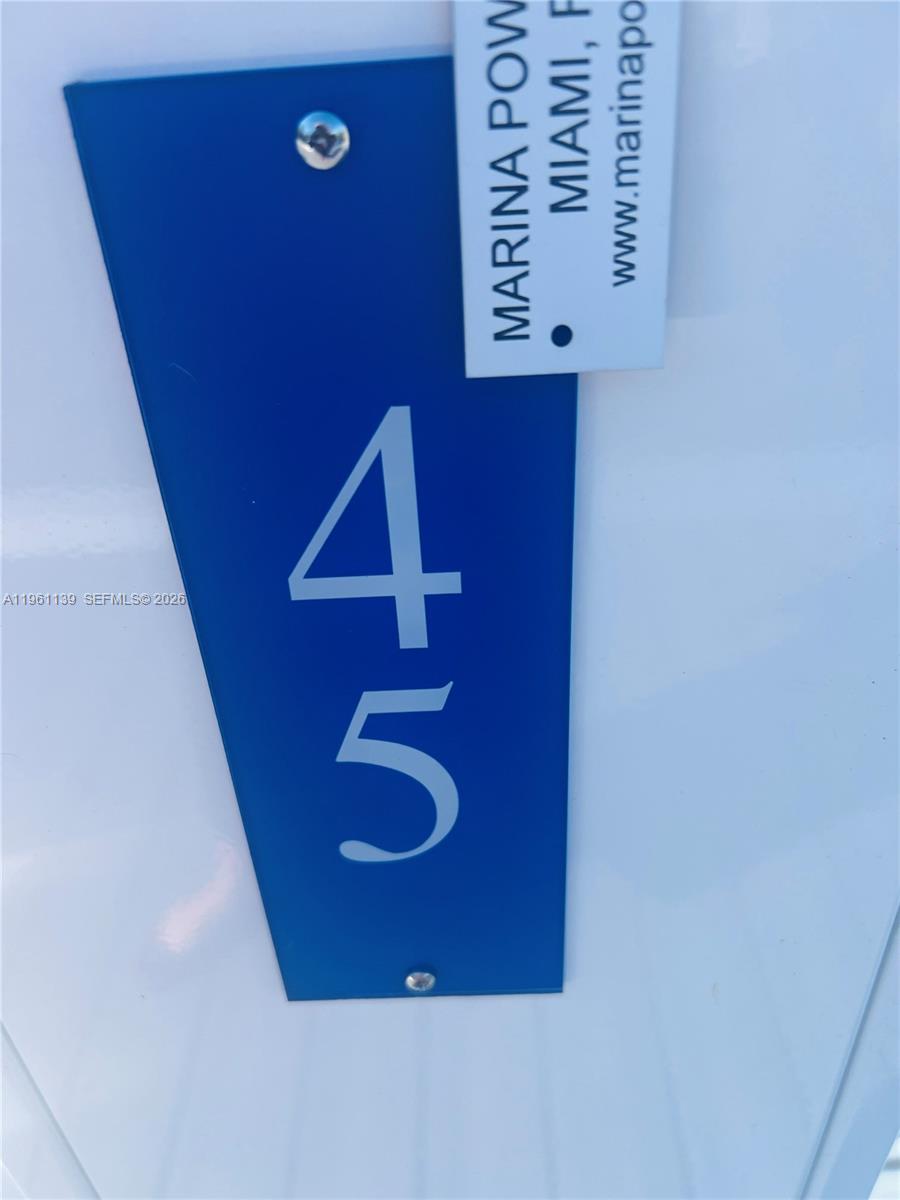 MARINA POW
MIAMI, F
www.marinapo
4
5
A11961139 SEFMLS© 2026